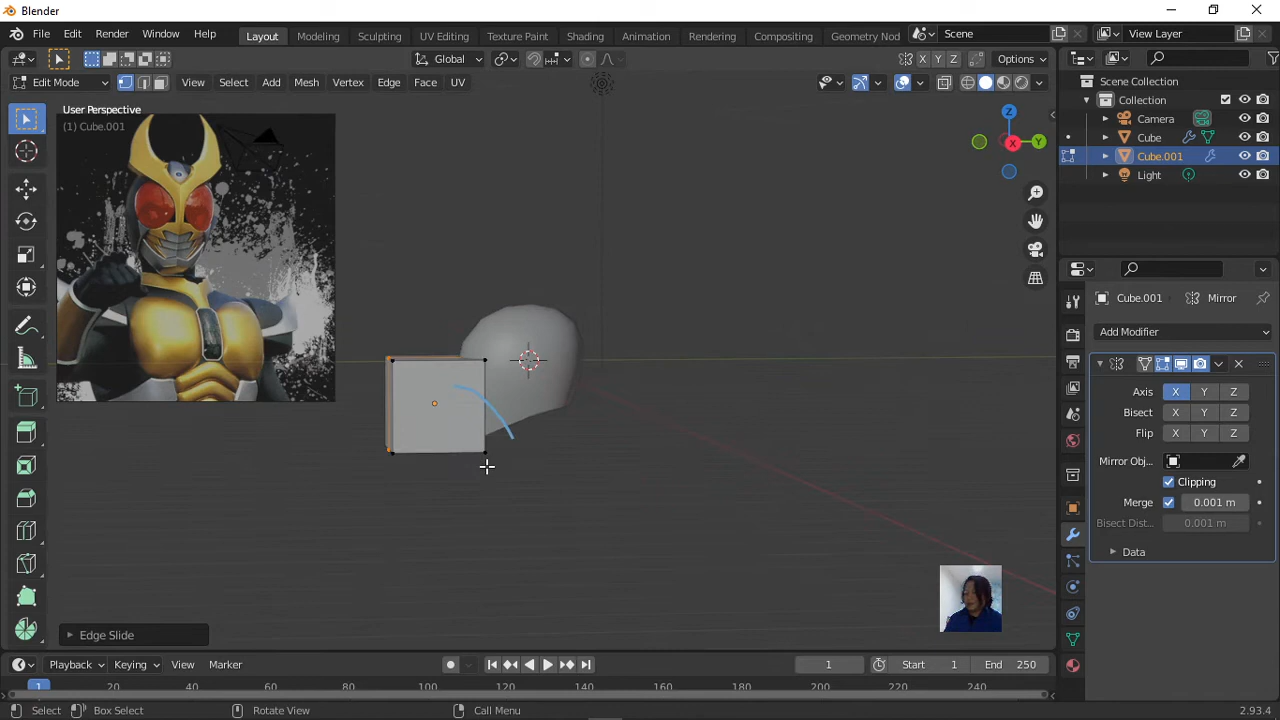 Blender
File Edit Render Window Help Layout Modeling Sculpting UV Editing Texture Paint Shading Animation Rendering Compositing Geometry Nod Scene View Layer
Global X Y Z Options
Edit Mode View Select Add Mesh Vertex Edge Face UV
User Perspective
(1) Cube.001
Z
Y
X
Scene Collection
Collection
Camera
Cube
Cube.001
Light
Cube.001 Mirror
Add Modifier
Axis X Y Z
Bisect X Y Z
Flip X Y Z
Mirror Obj...
Clipping
Merge 0.001 m
Bisect Dist... 0.001 m
Data
Edge Slide
Playback Keying View Marker 1 Start 1 End 250
1 20 40 60 80 100 120 140 160 180 200 220 240
Select Box Select Rotate View Call Menu 2.93.4